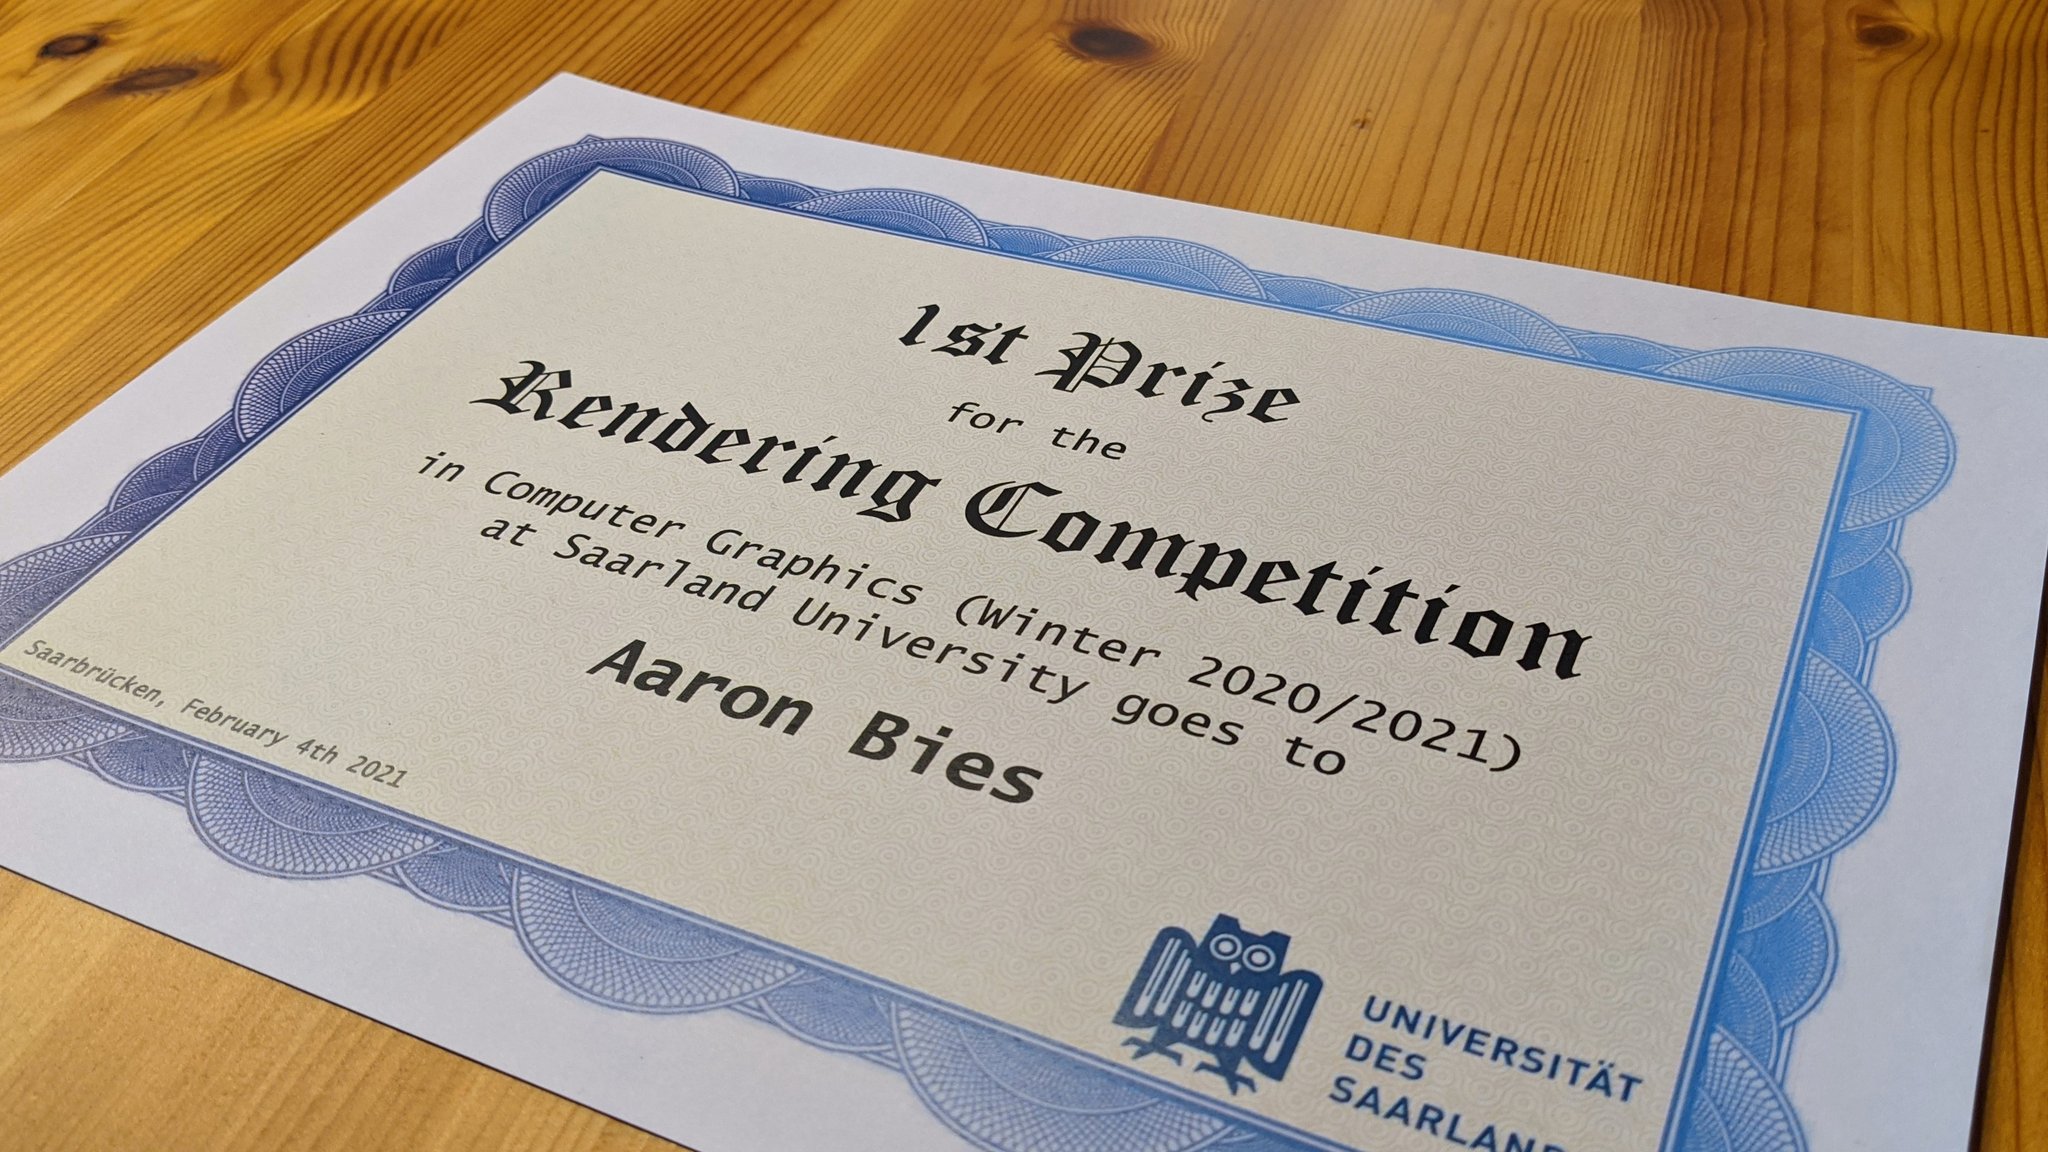 1st Prize
for the
Rendering Competition
in Computer Graphics (Winter 2020/2021)
at Saarland University goes to
Aaron Bies
Saarbrücken, February 4th 2021
UNIVERSITÄT
DES
SAARLAND